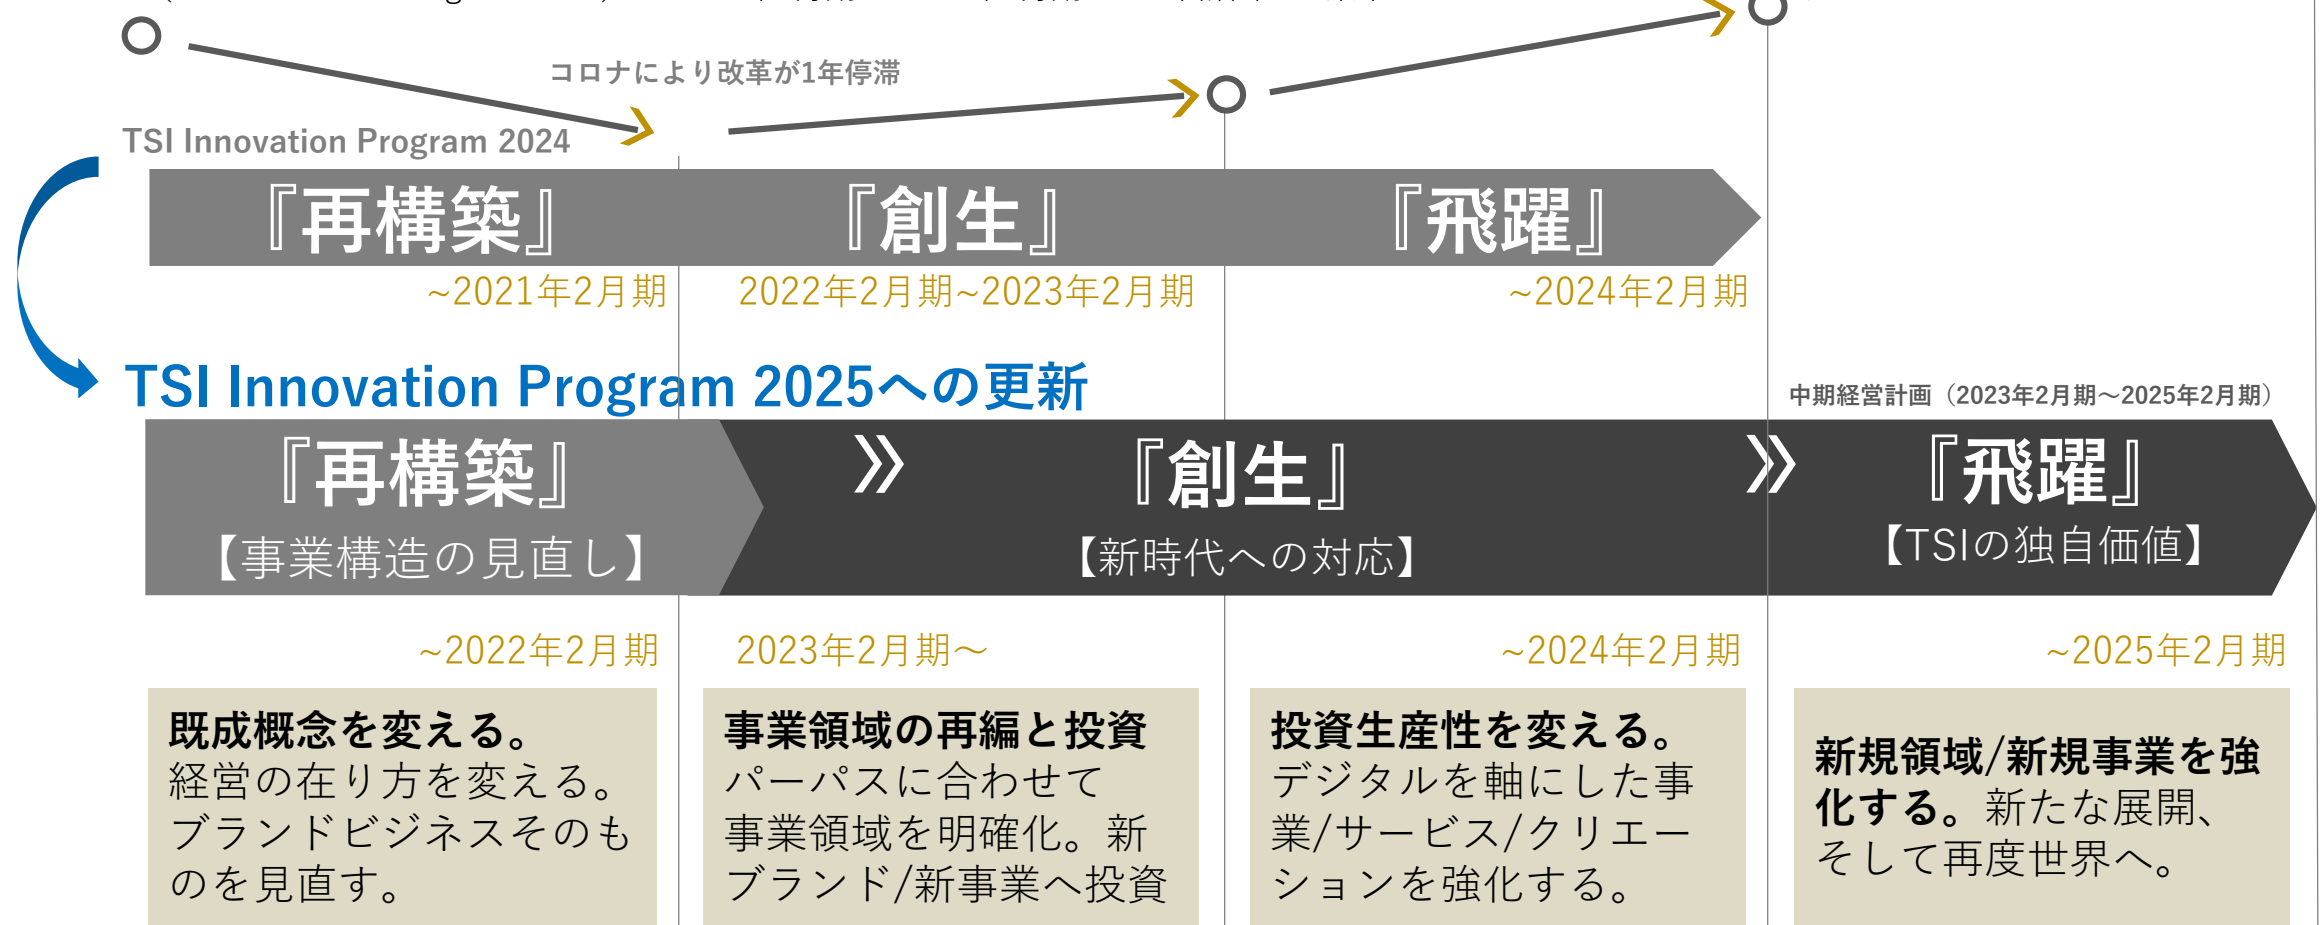 コロナにより改革が1年停滞
TSI Innovation Program 2024
『再構築』
『創生』
『飛躍』
~2021年2月期
2022年2月期~2023年2月期
~2024年2月期
TSI Innovation Program 2025への更新
中期経営計画（2023年2月期～2025年2月期）
『再構築』
【事業構造の見直し】
『創生』
【新時代への対応】
『飛躍』
【TSIの独自価値】
~2022年2月期
2023年2月期～
~2024年2月期
~2025年2月期
既成概念を変える。
経営の在り方を変える。
ブランドビジネスそのも
のを見直す。
事業領域の再編と投資
パーパスに合わせて
事業領域を明確化。新
ブランド/新事業へ投資
投資生産性を変える。
デジタルを軸にした事
業/サービス/クリエー
ションを強化する。
新規領域/新規事業を強
化する。新たな展開、
そして再度世界へ。